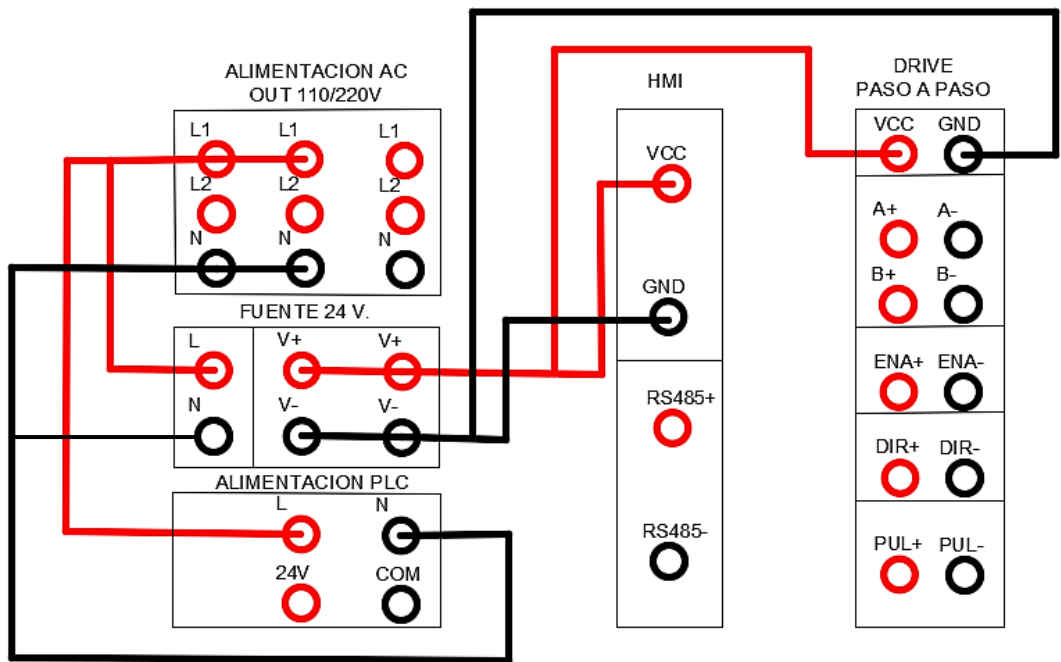 ALIMENTACION AC
OUT 110/220V
L1 L1 L1
L2 L2 L2
N N N
FUENTE 24 V.
L V+ V+
N V- V-
ALIMENTACION PLC
L N
24V COM
HMI
VCC
GND
RS485+
RS485-
DRIVE
PASO A PASO
VCC GND
A+ A-
B+ B-
ENA+ ENA-
DIR+ DIR-
PUL+ PUL-